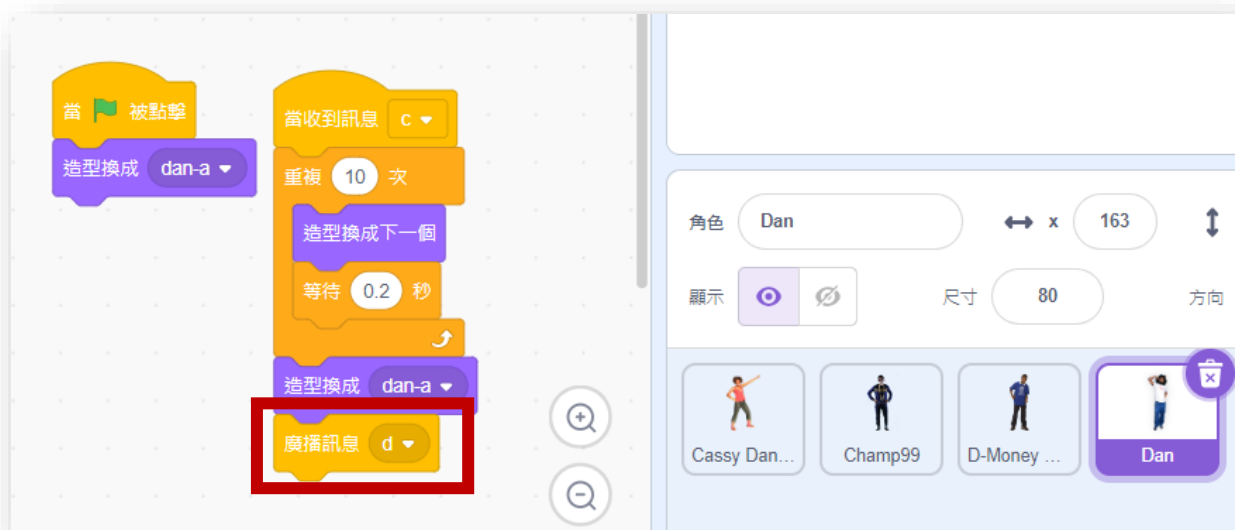 當 被點擊
造型換成 dan-a
當收到訊息 c
重複 10 次
造型換成下一個
等待 0.2 秒
造型換成 dan-a
廣播訊息 d
角色 Dan x 163
顯示 尺寸 80 方向
Cassy Dan... Champ99 D-Money ... Dan